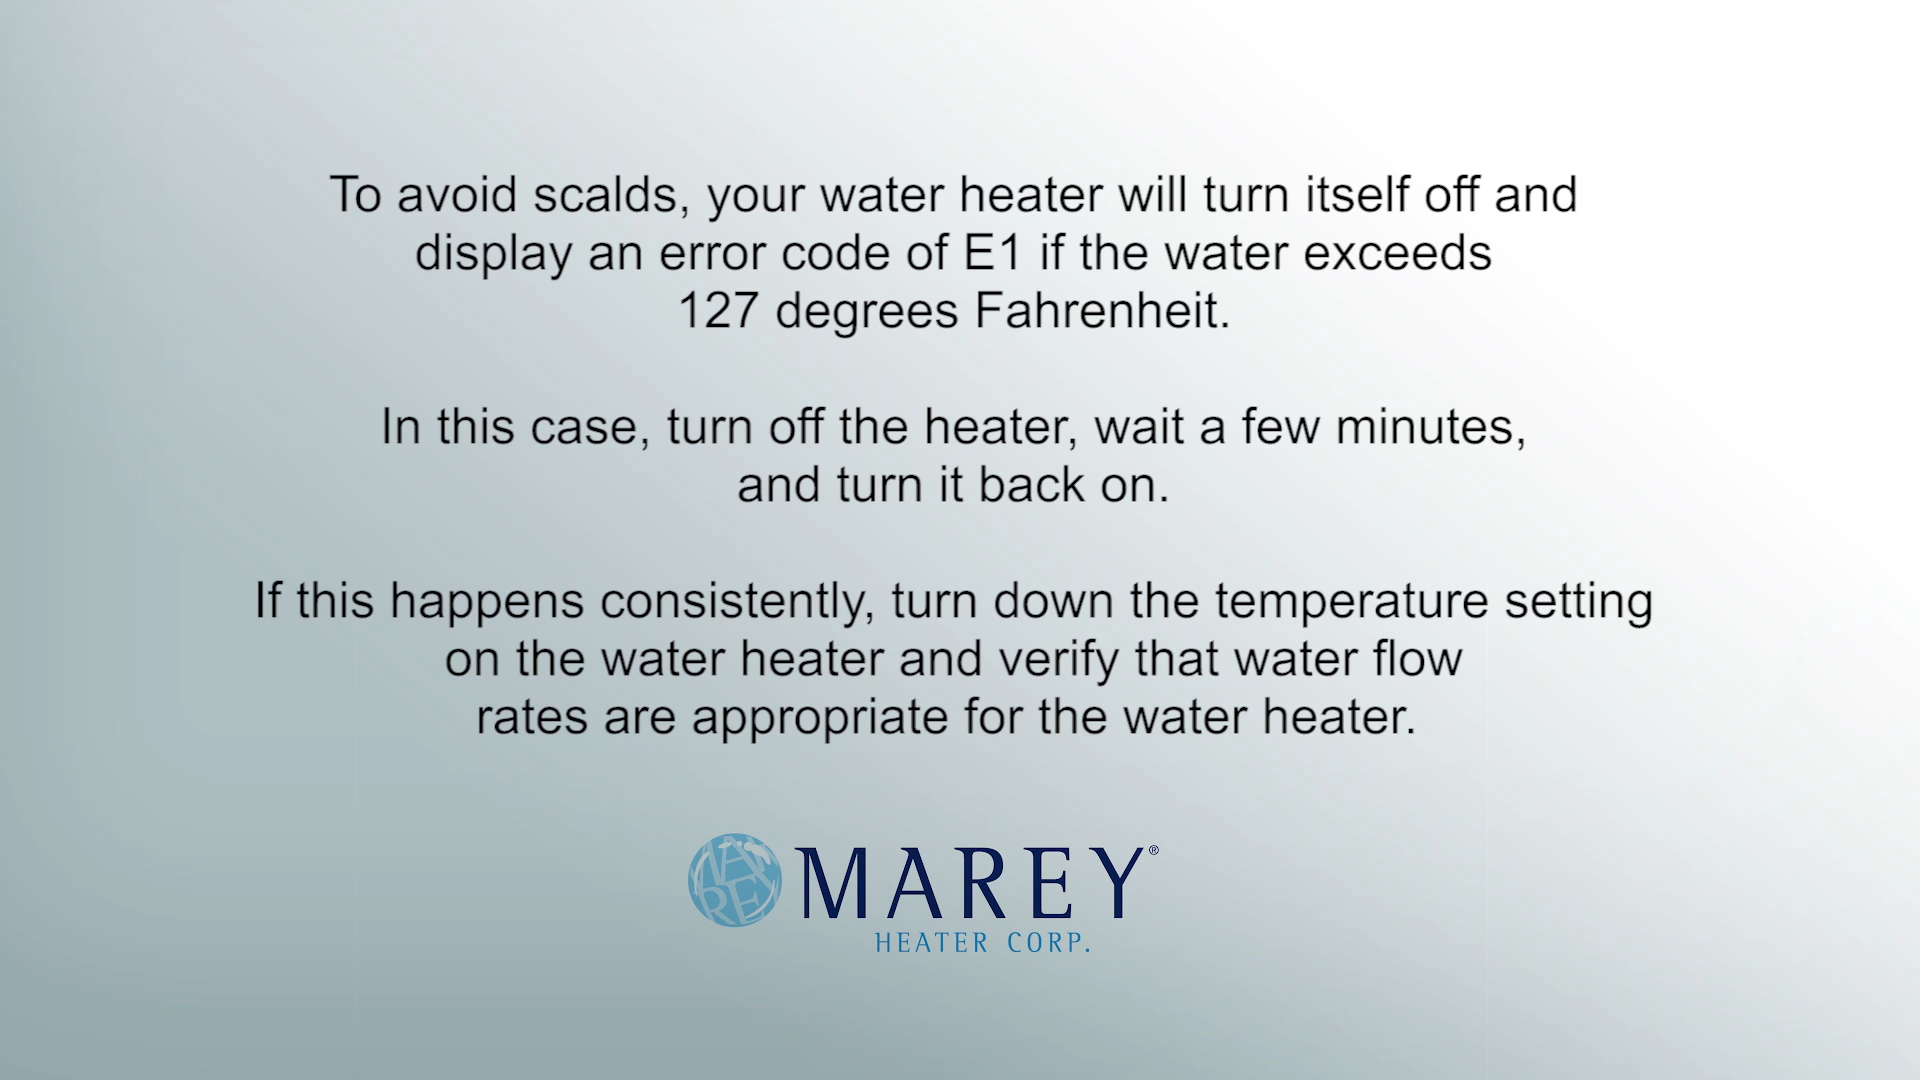 To avoid scalds, your water heater will turn itself off and
display an error code of E1 if the water exceeds
127 degrees Fahrenheit.
In this case, turn off the heater, wait a few minutes,
and turn it back on.
If this happens consistently, turn down the temperature setting
on the water heater and verify that water flow
rates are appropriate for the water heater.
MAREY®
HEATER CORP.